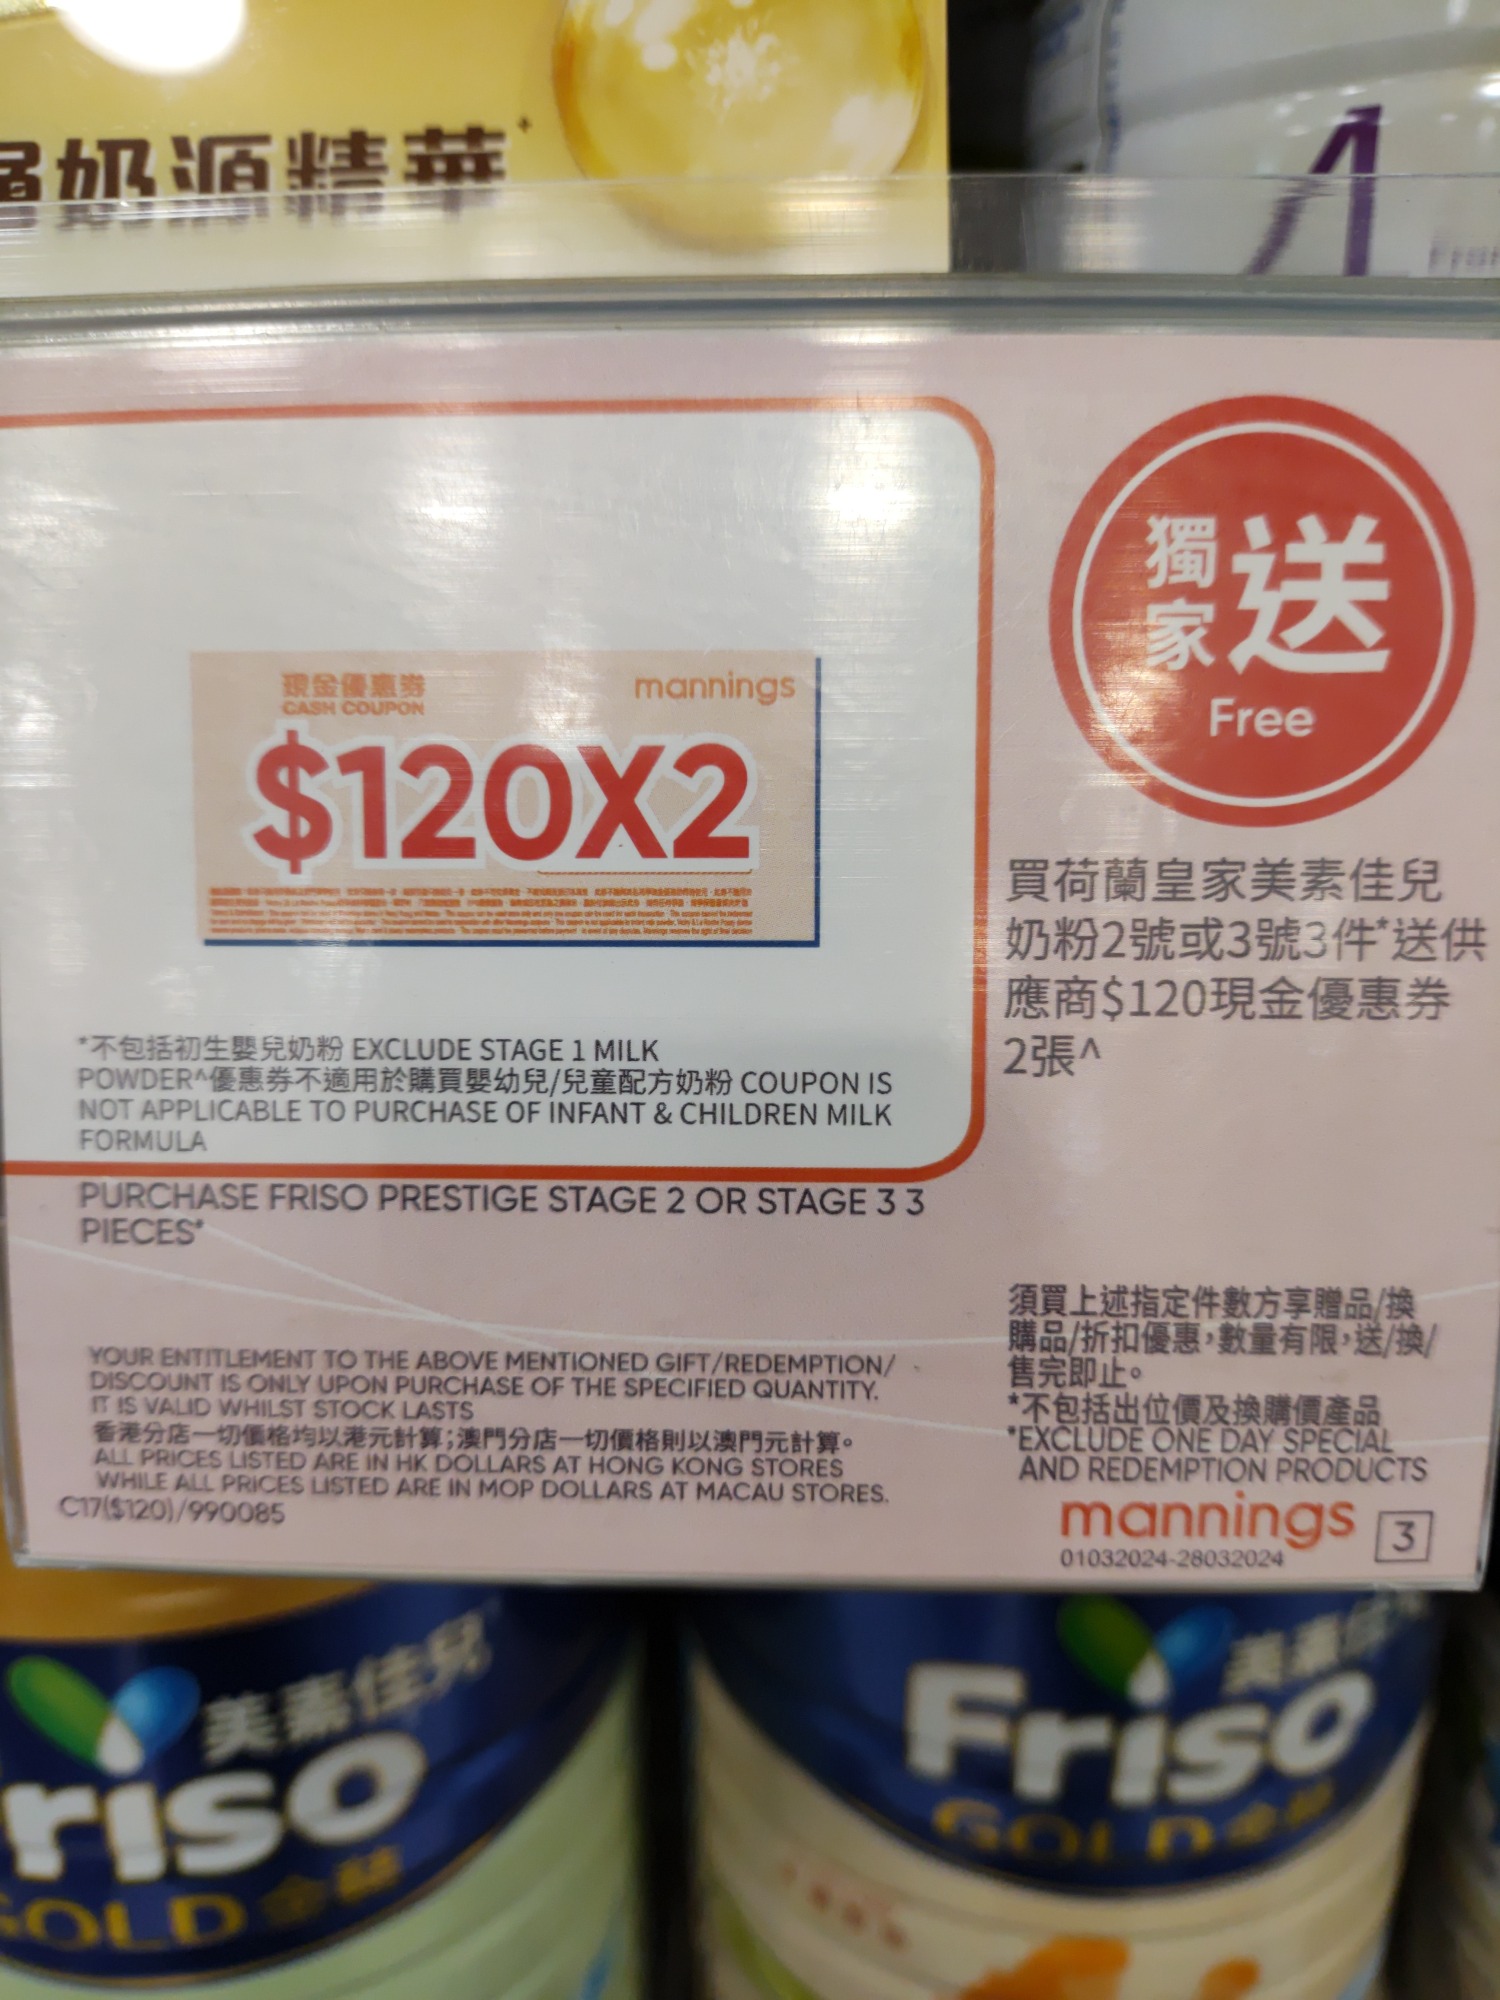 奶源精華
現金優惠券
CASH COUPON
mannings
$120X2
*不包括初生嬰兒奶粉 EXCLUDE STAGE 1 MILK
POWDER^優惠券不適用於購買嬰幼兒/兒童配方奶粉 COUPON IS
NOT APPLICABLE TO PURCHASE OF INFANT & CHILDREN MILK
FORMULA
PURCHASE FRISO PRESTIGE STAGE 2 OR STAGE 3 3
PIECES*
YOUR ENTITLEMENT TO THE ABOVE MENTIONED GIFT/REDEMPTION/
DISCOUNT IS ONLY UPON PURCHASE OF THE SPECIFIED QUANTITY.
IT IS VALID WHILST STOCK LASTS
香港分店一切價格均以港元計算;澳門分店一切價格則以澳門元計算。
ALL PRICES LISTED ARE IN HK DOLLARS AT HONG KONG STORES
WHILE ALL PRICES LISTED ARE IN MOP DOLLARS AT MACAU STORES.
C17($120)/990085
獨家
送
Free
買荷蘭皇家美素佳兒
奶粉2號或3號3件*送供
應商$120現金優惠券
2張^
須買上述指定件數方享贈品/換
購品/折扣優惠,數量有限,送/換/
售完即止。
*不包括出位價及換購價產品
*EXCLUDE ONE DAY SPECIAL
AND REDEMPTION PRODUCTS
mannings
3
01032024-28032024
美素佳兒
Friso
GOLD
美素佳
Friso
GOLD